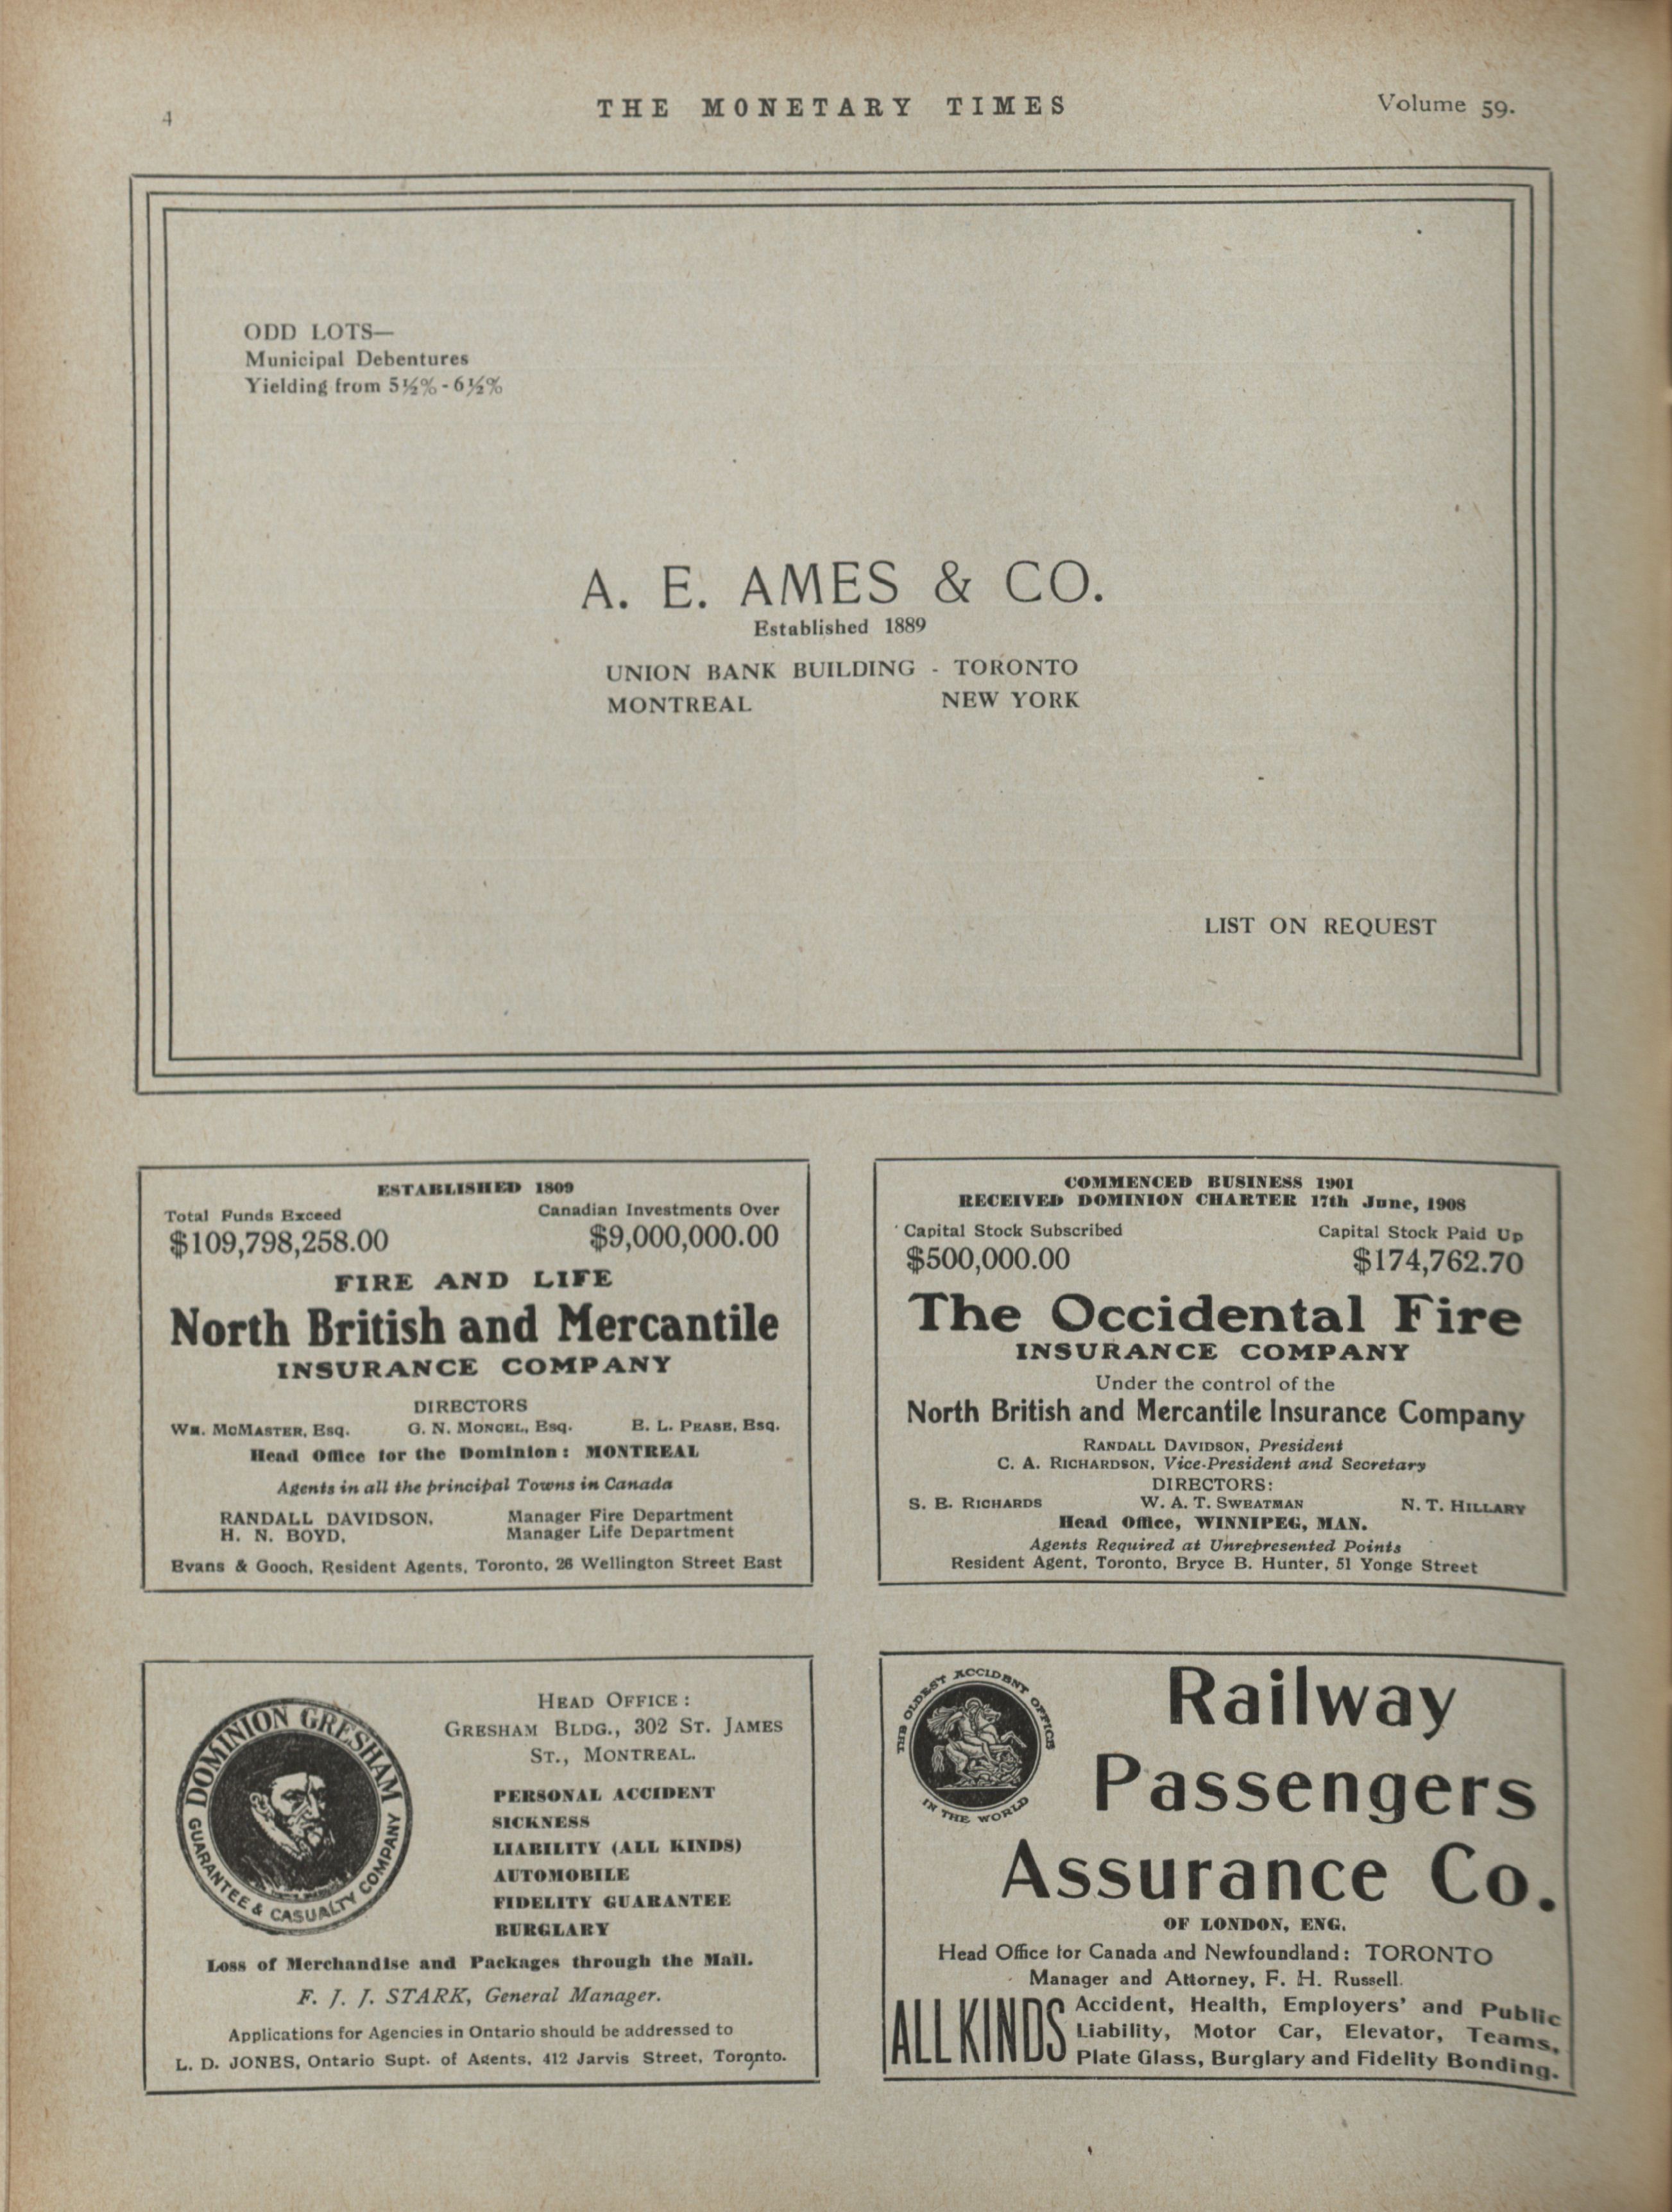 4
THE MONETARY TIMES
Volume 59.
ODD LOTS—
Municipal Debentures
Yielding from 5½% - 6½%
A. E. AMES & CO.
Established 1889
UNION BANK BUILDING - TORONTO
MONTREAL NEW YORK
LIST ON REQUEST
ESTABLISHED 1809
Total Funds Exceed Canadian Investments Over
$109,798,258.00 $9,000,000.00
FIRE AND LIFE
North British and Mercantile
INSURANCE COMPANY
DIRECTORS
WM. MCMASTER, Esq. G. N. MONCEL, Esq. E. L. PEASE, Esq.
Head Office for the Dominion: MONTREAL
Agents in all the principal Towns in Canada
RANDALL DAVIDSON, Manager Fire Department
H. N. BOYD, Manager Life Department
Evans & Gooch, Resident Agents, Toronto, 26 Wellington Street East
COMMENCED BUSINESS 1901
RECEIVED DOMINION CHARTER 17th June, 1908
Capital Stock Subscribed Capital Stock Paid Up
$500,000.00 $174,762.70
The Occidental Fire
INSURANCE COMPANY
Under the control of the
North British and Mercantile Insurance Company
RANDALL DAVIDSON, President
C. A. RICHARDSON, Vice-President and Secretary
DIRECTORS:
S. E. RICHARDS W. A. T. SWEATMAN N. T. HILLARY
Head Office, WINNIPEG, MAN.
Agents Required at Unrepresented Points
Resident Agent, Toronto, Bryce B. Hunter, 51 Yonge Street
DOMINION GRESHAM
GUARANTEE & CASUALTY COMPANY
HEAD OFFICE:
GRESHAM BLDG., 302 ST. JAMES
ST., MONTREAL.
PERSONAL ACCIDENT
SICKNESS
LIABILITY (ALL KINDS)
AUTOMOBILE
FIDELITY GUARANTEE
BURGLARY
Loss of Merchandise and Packages through the Mail.
F. J. J. STARK, General Manager.
Applications for Agencies in Ontario should be addressed to
L. D. JONES, Ontario Supt. of Agents, 412 Jarvis Street, Toronto.
THE OLDEST ACCIDENT OFFICE
IN THE WORLD
Railway
Passengers
Assurance Co.
OF LONDON, ENG.
Head Office for Canada and Newfoundland: TORONTO
Manager and Attorney, F. H. Russell.
ALL KINDS
Accident, Health, Employers' and Public
Liability, Motor Car, Elevator, Teams,
Plate Glass, Burglary and Fidelity Bonding.